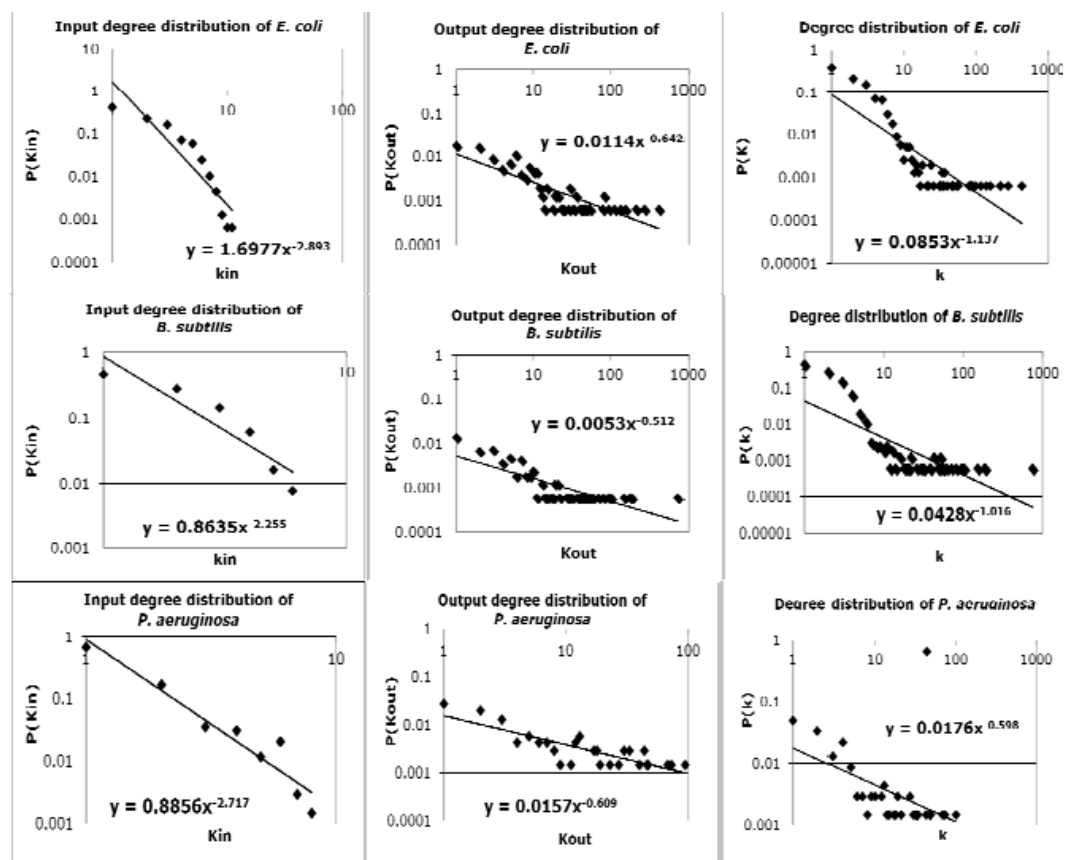 Input degree distribution of E. coli
10
1
0.1
0.01
0.001
0.0001
10
100
P(Kin)
y = 1.6977x^-2.893
kin
Output degree distribution of
E. coli
1
0.1
0.01
0.001
0.0001
1
10
100
1000
P(Kout)
y = 0.0114x^0.642
Kout
Degree distribution of E. coli
1
0.1
0.01
0.001
0.0001
0.00001
1
10
100
1000
P(K)
y = 0.0853x^-1.137
k
Input degree distribution of
B. subtilis
1
0.1
0.01
0.001
10
P(Kin)
y = 0.8635x^2.255
kin
Output degree distribution of
B. subtilis
1
0.1
0.01
0.001
0.0001
1
10
100
1000
P(Kout)
y = 0.0053x^-0.512
Kout
Degree distribution of B. subtilis
1
0.1
0.01
0.001
0.0001
0.00001
1
10
100
1000
P(k)
y = 0.0428x^-1.016
k
Input degree distribution of
P. aeruginosa
1
0.1
0.01
0.001
1
10
P(Kin)
y = 0.8856x^-2.717
Kin
Output degree distribution of
P. aeruginosa
1
0.1
0.01
0.001
0.0001
1
10
100
P(Kout)
y = 0.0157x^-0.609
Kout
Degree distribution of P. aeruginosa
1
0.1
0.01
0.001
1
10
100
1000
P(k)
y = 0.0176x^0.598
k